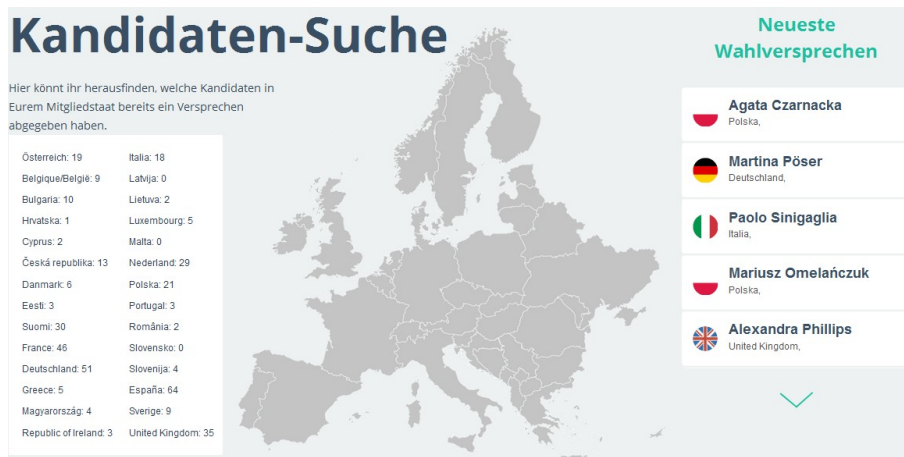 Kandidaten-Suche
Hier könnt ihr herausfinden, welche Kandidaten in
Eurem Mitgliedstaat bereits ein Versprechen
abgegeben haben.
Österreich: 19
Belgique/België: 9
Bulgaria: 10
Hrvatska: 1
Cyprus: 2
Česká republika: 13
Danmark: 6
Eesti: 3
Suomi: 30
France: 46
Deutschland: 51
Greece: 5
Magyarország: 4
Republic of Ireland: 3
Italia: 18
Latvija: 0
Lietuva: 2
Luxembourg: 5
Malta: 0
Nederland: 29
Polska: 21
Portugal: 3
România: 2
Slovensko: 0
Slovenija: 4
España: 64
Sverige: 9
United Kingdom: 35
Neueste
Wahlversprechen
Agata Czarnacka
Polska,
Martina Pöser
Deutschland,
Paolo Sinigaglia
Italia,
Mariusz Omelańczuk
Polska,
Alexandra Phillips
United Kingdom,